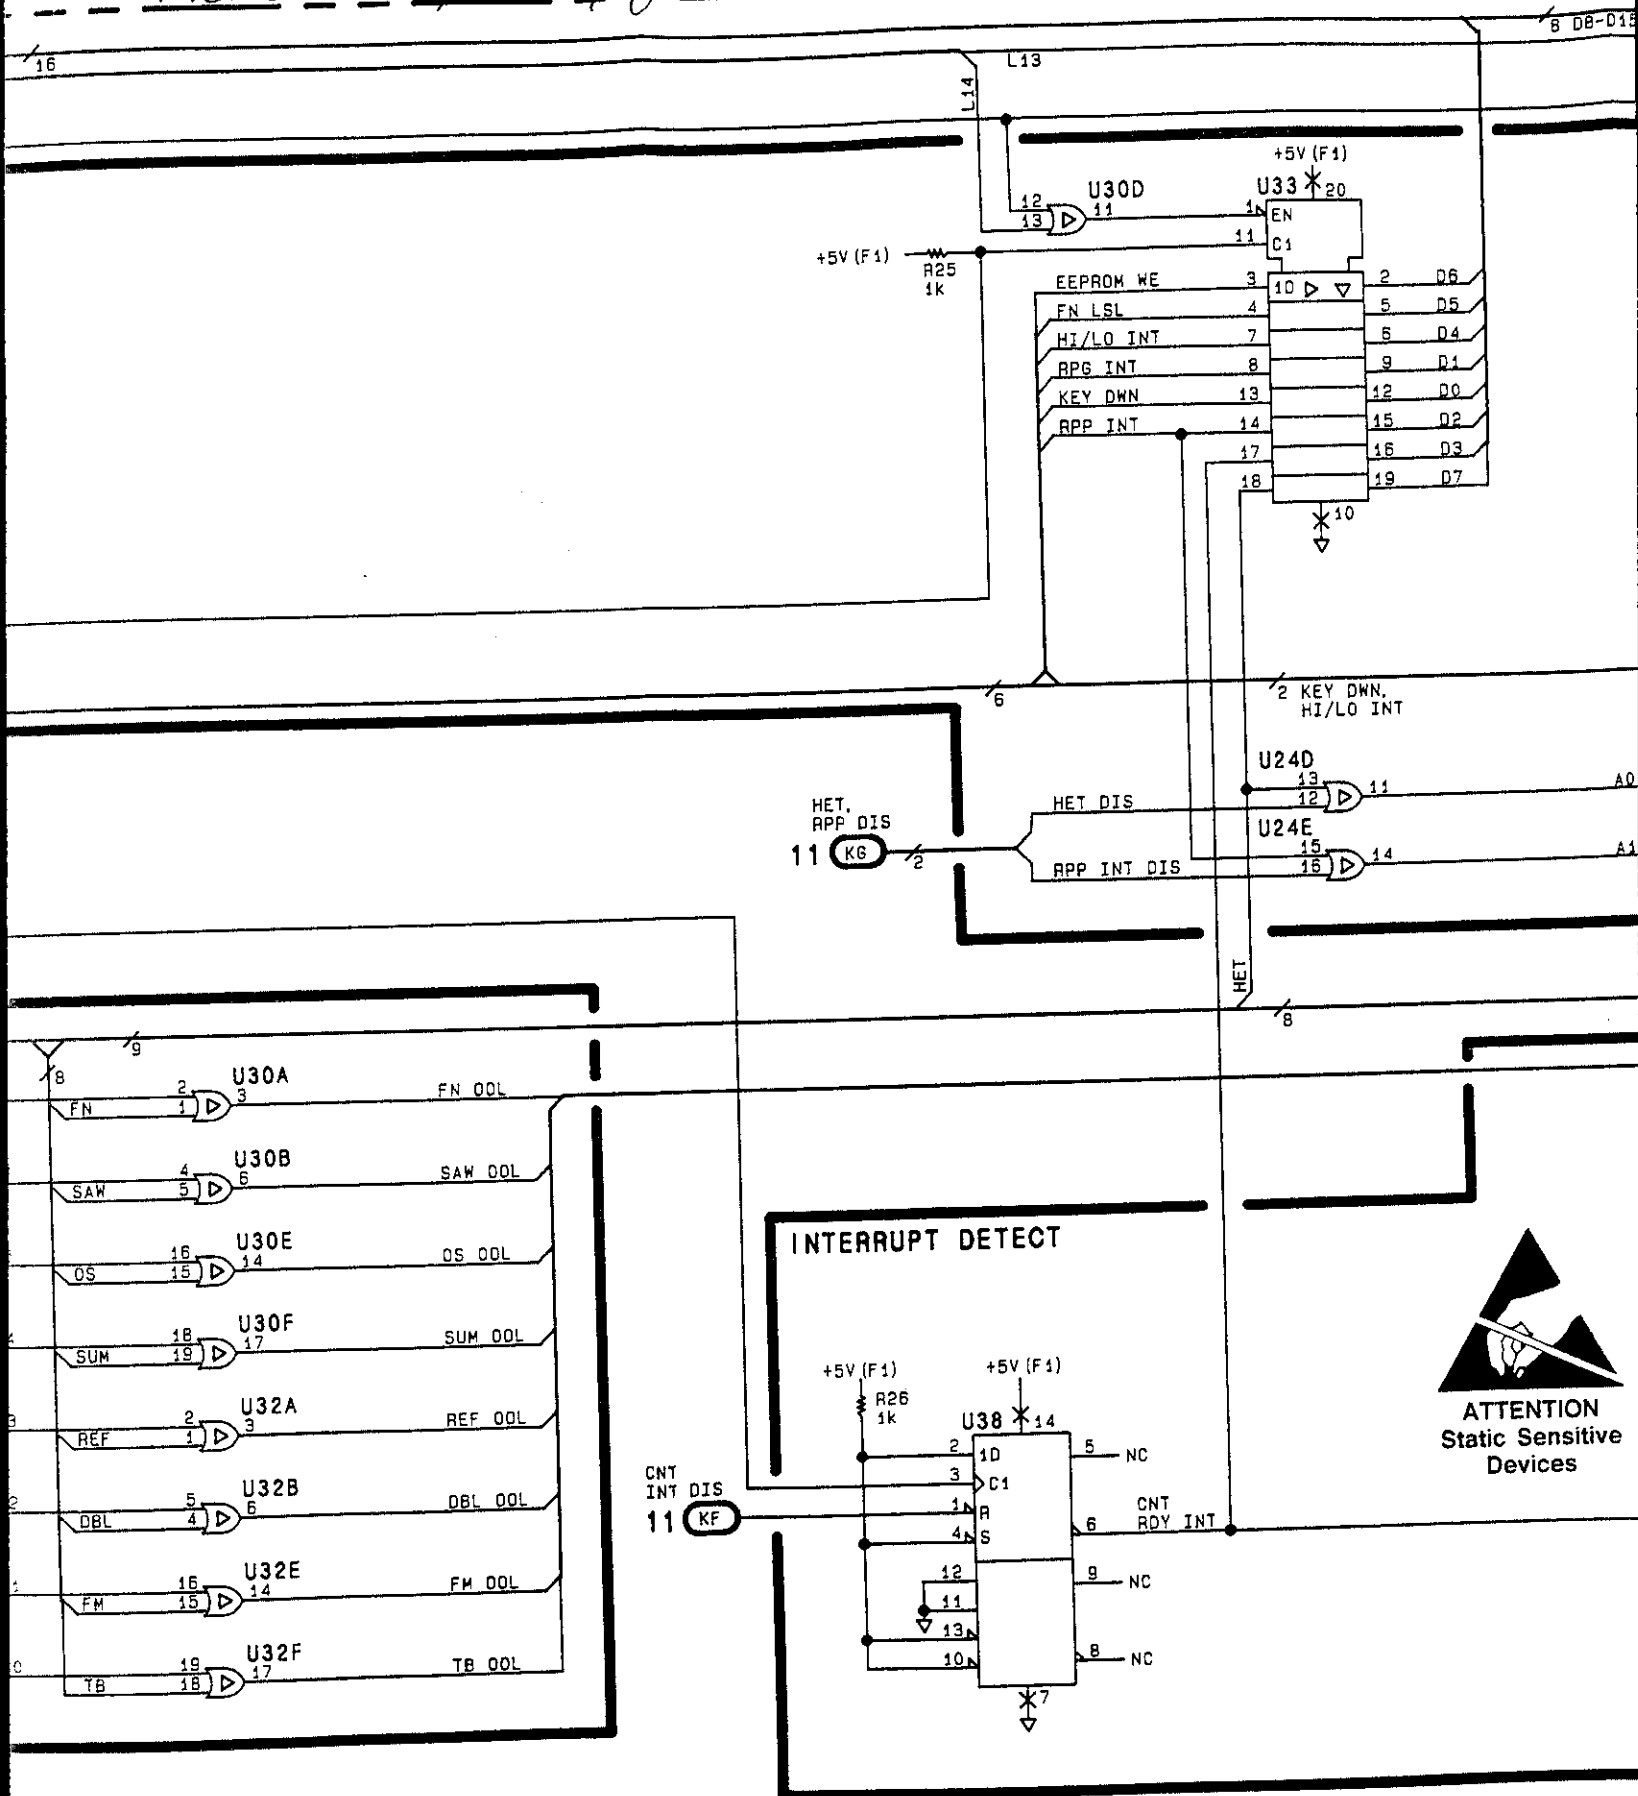 8 D8-D15
16
L13
L14
+5V (F1)
U30D
U33
20
12
11
1
EN
13
11
C1
+5V (F1)
R25
1k
EEPROM WE
3
1D
2
D6
FN LSL
4
5
D5
HI/LO INT
7
6
D4
RPG INT
8
9
D1
KEY DWN
13
12
D0
RPP INT
14
15
D2
17
16
D3
18
19
D7
10
6
2
KEY DWN,
HI/LO INT
U24D
HET,
RPP DIS
HET DIS
13
12
11
A0
11
KG
2
U24E
RPP INT DIS
15
16
14
A1
HET
8
9
8
U30A
2
3
FN OOL
FN
1
U30B
4
6
SAW OOL
SAW
5
INTERRUPT DETECT
U30E
16
14
OS OOL
OS
15
U30F
18
17
SUM OOL
SUM
19
+5V (F1)
+5V (F1)
R26
1k
U38
14
U32A
2
3
REF OOL
REF
1
ATTENTION
Static Sensitive
Devices
2
1D
5
NC
CNT
INT DIS
3
C1
U32B
5
6
DBL OOL
DBL
4
11
KF
1
R
CNT
RDY INT
4
S
6
U32E
16
14
FM OOL
FM
15
12
9
NC
11
13
10
8
NC
U32F
19
17
TB OOL
TB
18
7